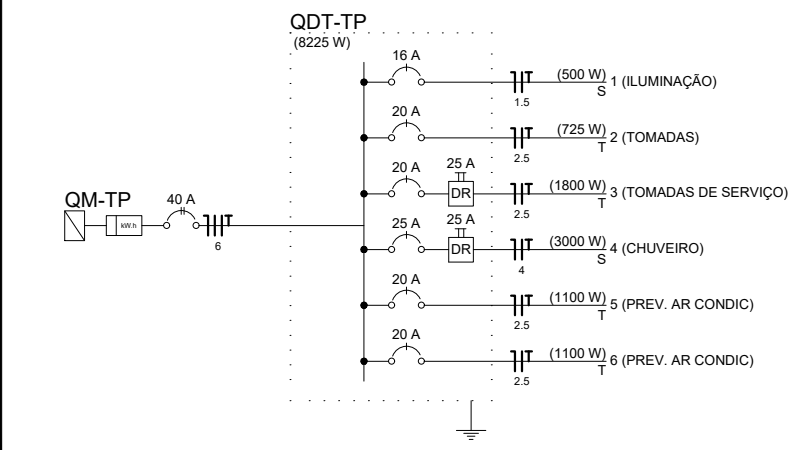 QDT-TP
(8225 W)
16 A
(500 W) 1 (ILUMINAÇÃO)
1.5 S
20 A
(725 W) 2 (TOMADAS)
2.5 T
20 A 25 A
DR (1800 W) 3 (TOMADAS DE SERVIÇO)
2.5 T
QM-TP
40 A
kW.h
6
25 A 25 A
DR (3000 W) 4 (CHUVEIRO)
4 S
20 A
(1100 W) 5 (PREV. AR CONDIC)
2.5 T
20 A
(1100 W) 6 (PREV. AR CONDIC)
2.5 T